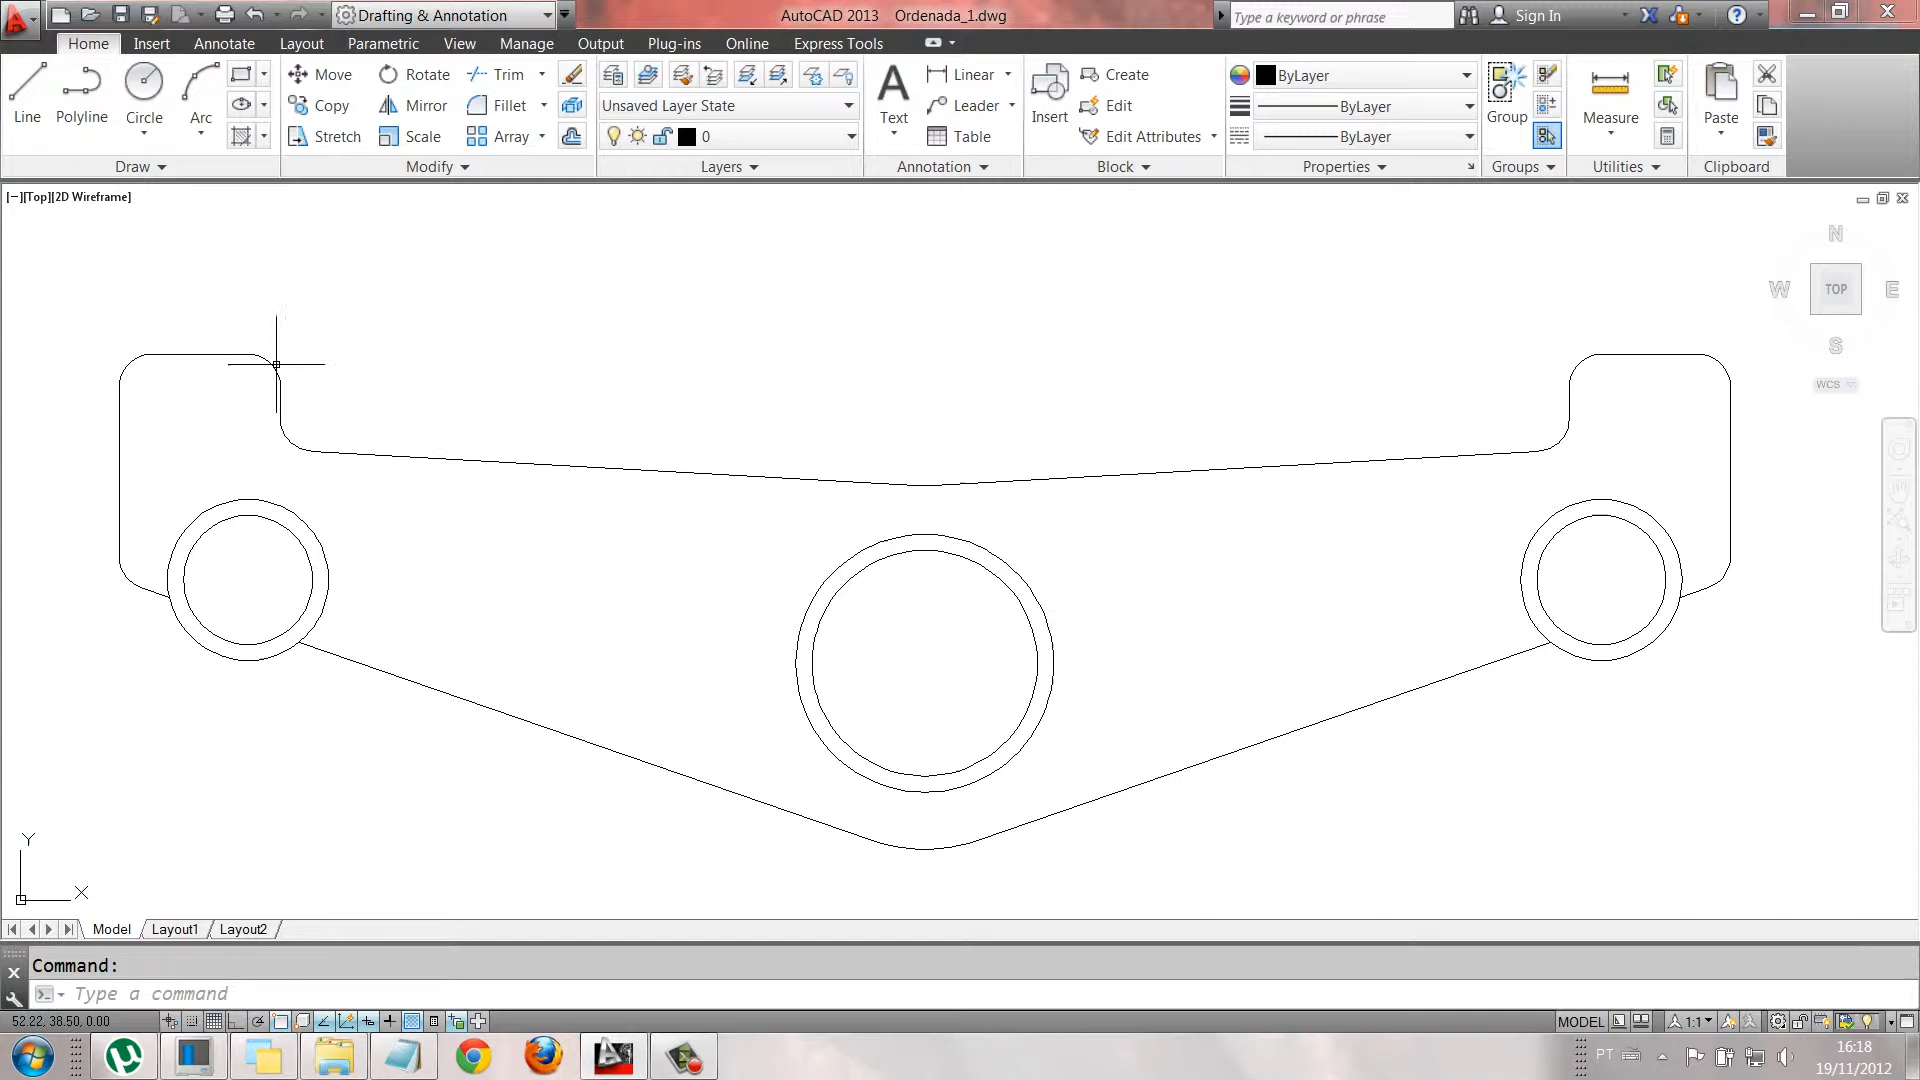 Drafting & Annotation
AutoCAD 2013 Ordenada_1.dwg
Type a keyword or phrase
Sign In
Home Insert Annotate Layout Parametric View Manage Output Plug-ins Online Express Tools
Line Polyline Circle Arc
Move Rotate Trim
Copy Mirror Fillet
Stretch Scale Array
Unsaved Layer State
0
Text
Linear
Leader
Table
Insert
Create
Edit
Edit Attributes
ByLayer
ByLayer
ByLayer
Group
Measure
Paste
Draw Modify Layers Annotation Block Properties Groups Utilities Clipboard
[−][Top][2D Wireframe]
N
W TOP E
S
WCS
Y
X
Model Layout1 Layout2
Command:
Type a command
52.22, 38.50, 0.00
MODEL
1:1
PT
16:18
19/11/2012